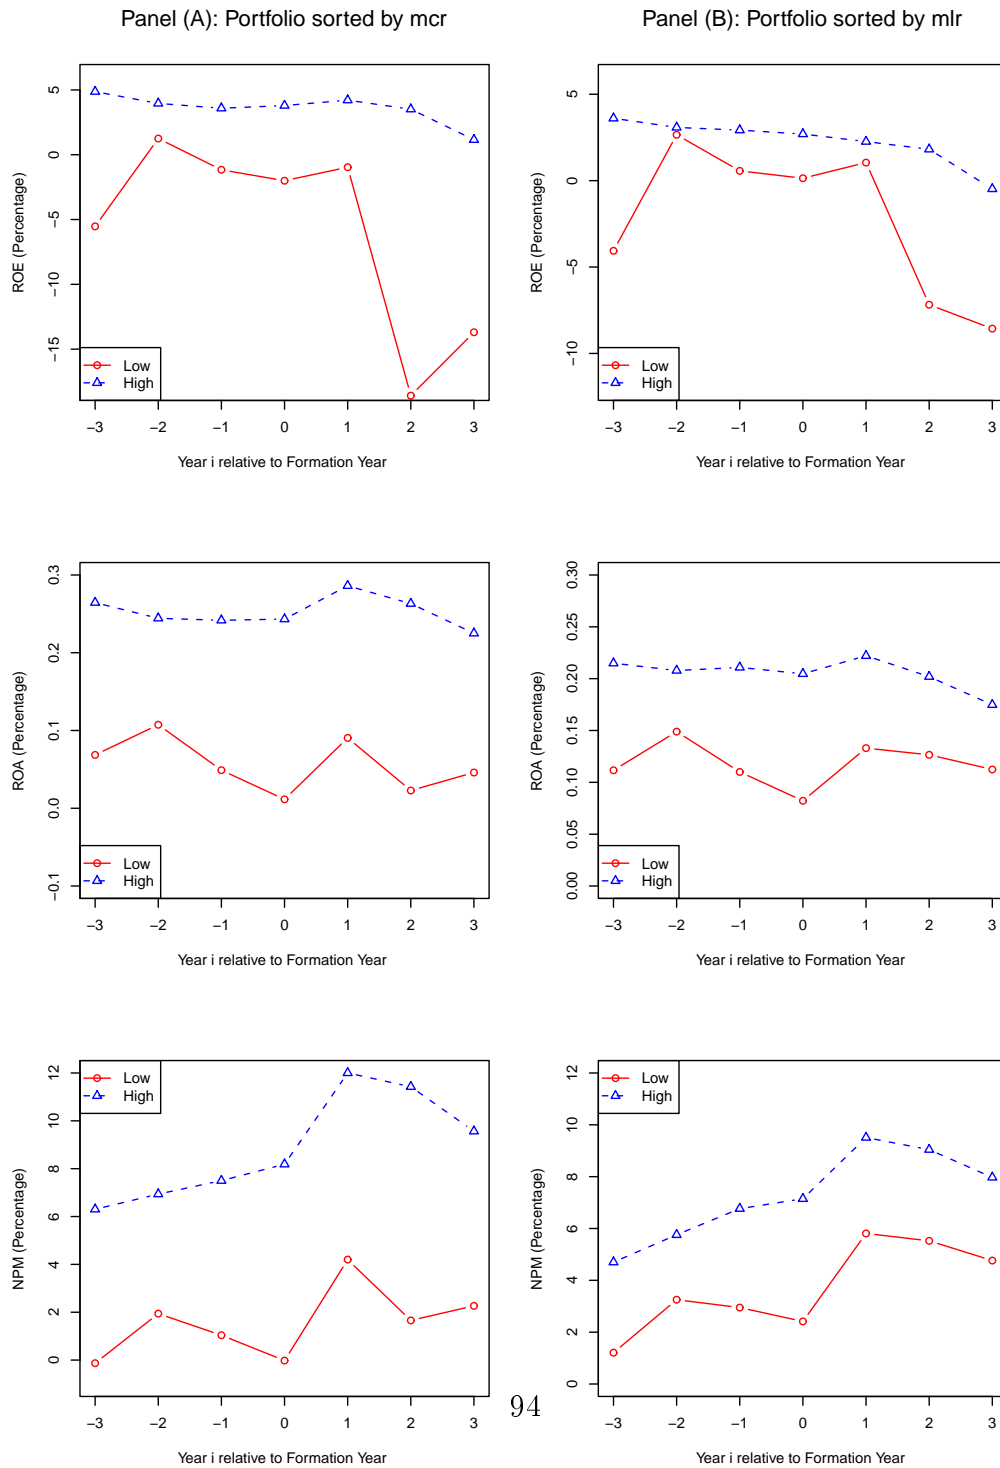 Panel (A): Portfolio sorted by mcr
ROE (Percentage)
5
0
−5
−10
−15
Low
High
−3 −2 −1 0 1 2 3
Year i relative to Formation Year
Panel (B): Portfolio sorted by mlr
ROE (Percentage)
5
0
−5
−10
Low
High
−3 −2 −1 0 1 2 3
Year i relative to Formation Year
ROA (Percentage)
0.3
0.2
0.1
0.0
−0.1
Low
High
−3 −2 −1 0 1 2 3
Year i relative to Formation Year
ROA (Percentage)
0.30
0.25
0.20
0.15
0.10
0.05
0.00
Low
High
−3 −2 −1 0 1 2 3
Year i relative to Formation Year
NPM (Percentage)
12
10
8
6
4
2
0
Low
High
−3 −2 −1 0 1 2 3
Year i relative to Formation Year
NPM (Percentage)
12
10
8
6
4
2
0
Low
High
−3 −2 −1 0 1 2 3
Year i relative to Formation Year
94